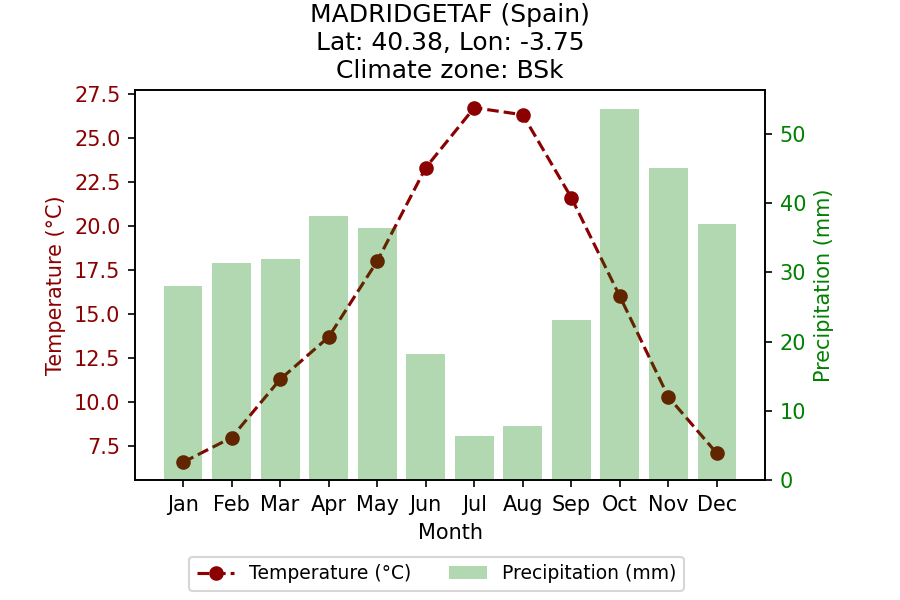 MADRIDGETAF (Spain)
Lat: 40.38, Lon: -3.75
Climate zone: BSk
27.5
25.0
22.5
20.0
17.5
15.0
12.5
10.0
7.5
Temperature (°C)
50
40
30
20
10
0
Precipitation (mm)
Jan Feb Mar Apr May Jun Jul Aug Sep Oct Nov Dec
Month
Temperature (°C) Precipitation (mm)